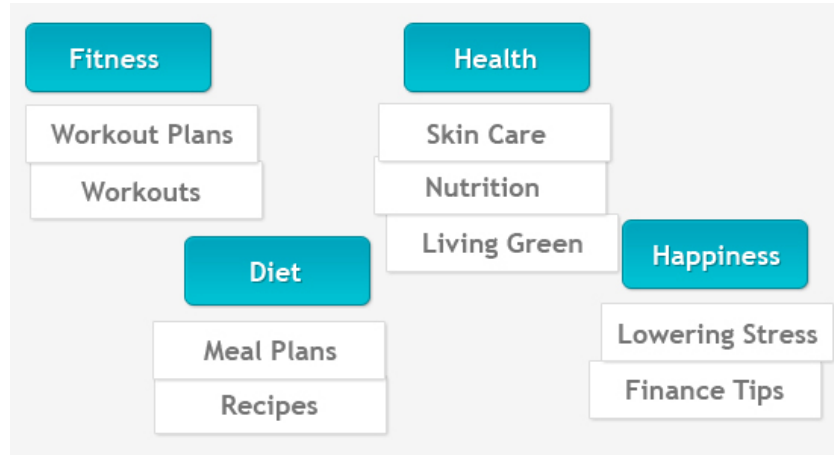 Fitness
Workout Plans
Workouts
Health
Skin Care
Nutrition
Living Green
Diet
Meal Plans
Recipes
Happiness
Lowering Stress
Finance Tips